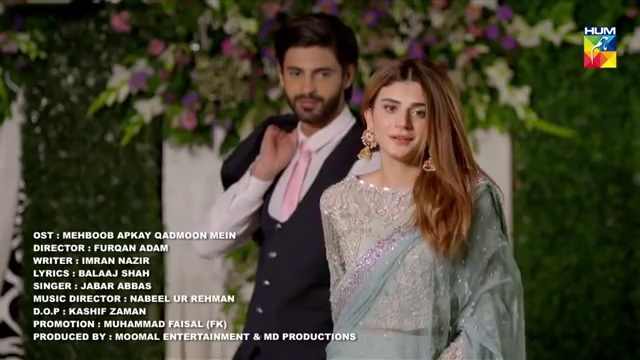 HUM
OST : MEHBOOB APKAY QADMOON MEIN
DIRECTOR : FURQAN ADAM
WRITER : IMRAN NAZIR
LYRICS : BALAAJ SHAH
SINGER : JABAR ABBAS
MUSIC DIRECTOR : NABEEL UR REHMAN
D.O.P : KASHIF ZAMAN
PROMOTION : MUHAMMAD FAISAL (FK)
PRODUCED BY : MOOMAL ENTERTAINMENT & MD PRODUCTIONS